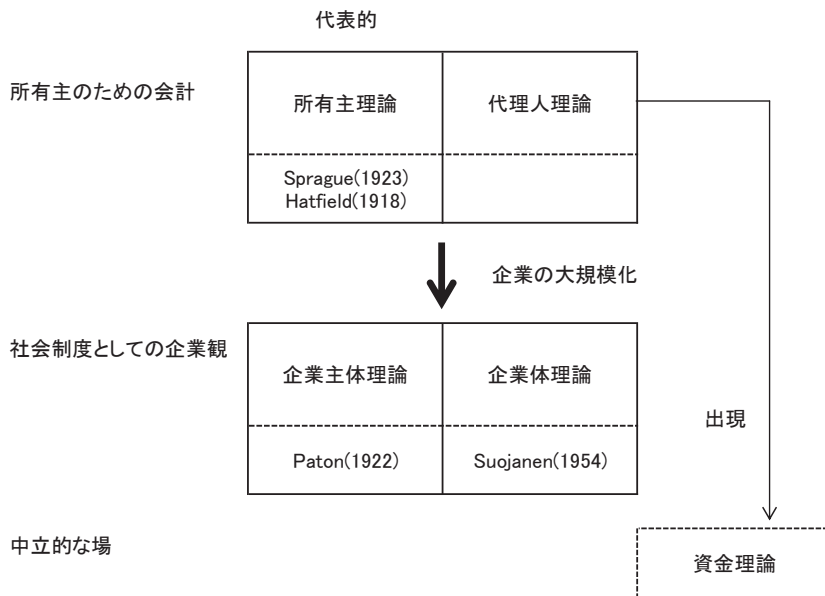 代表的
所有主のための会計
所有主理論
代理人理論
Sprague(1923)
Hatfield(1918)
企業の大規模化
社会制度としての企業観
企業主体理論
企業体理論
出現
Paton(1922)
Suojanen(1954)
中立的な場
資金理論